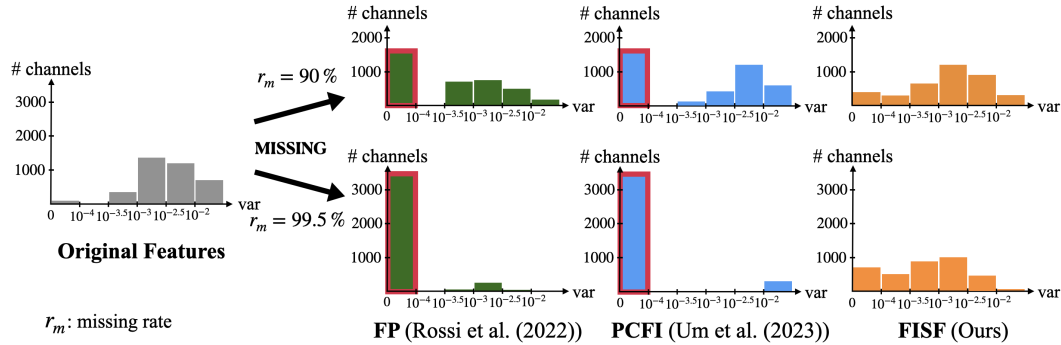 # channels
3000
2000
1000
0
10⁻⁴
10⁻³·⁵
10⁻³
10⁻²·⁵
10⁻²
var
Original Features
r_m : missing rate
r_m = 90 %
MISSING
r_m = 99.5 %
# channels
2000
1000
0
10⁻⁴
10⁻³·⁵
10⁻³
10⁻²·⁵
10⁻²
var
# channels
2000
1000
0
10⁻⁴
10⁻³·⁵
10⁻³
10⁻²·⁵
10⁻²
var
# channels
2000
1000
0
10⁻⁴
10⁻³·⁵
10⁻³
10⁻²·⁵
10⁻²
var
# channels
3000
2000
1000
0
10⁻⁴
10⁻³·⁵
10⁻³
10⁻²·⁵
10⁻²
var
FP (Rossi et al. (2022))
# channels
3000
2000
1000
0
10⁻⁴
10⁻³·⁵
10⁻³
10⁻²·⁵
10⁻²
var
PCFI (Um et al. (2023))
# channels
3000
2000
1000
0
10⁻⁴
10⁻³·⁵
10⁻³
10⁻²·⁵
10⁻²
var
FISF (Ours)